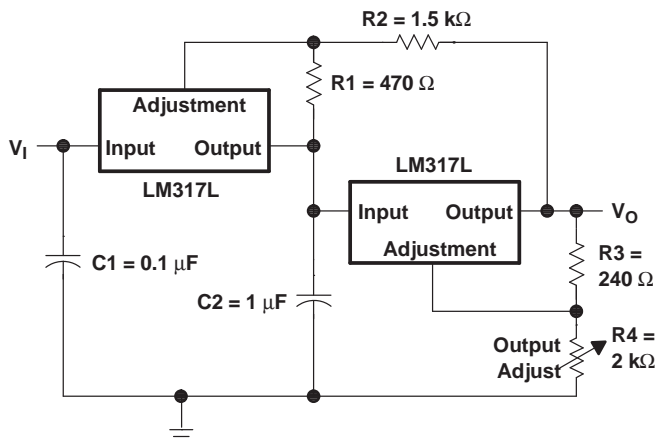 R2 = 1.5 kΩ
R1 = 470 Ω
Adjustment
VI
Input
Output
LM317L
LM317L
Input
Output
VO
Adjustment
C1 = 0.1 μF
R3 =
240 Ω
C2 = 1 μF
Output
Adjust
R4 =
2 kΩ